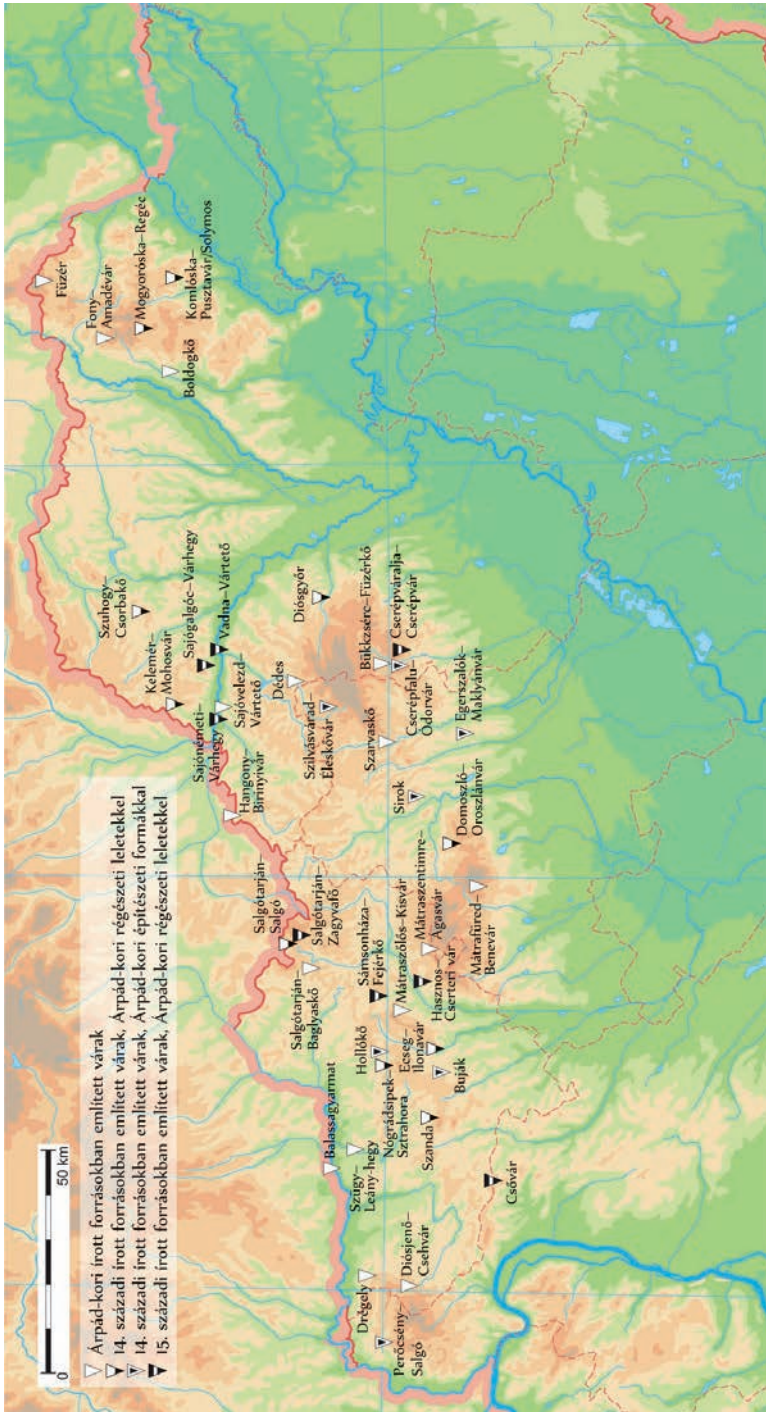 0
50 km
Árpád-kori írott forrásokban említett várak
14. századi írott forrásokban említett várak, Árpád-kori régészeti leletekkel
14. századi írott forrásokban említett várak, Árpád-kori építészeti formákkal
15. századi írott forrásokban említett várak, Árpád-kori régészeti leletekkel
Füzér
Fony–
Amadévár
Mogyoróska–Regéc
Komlóska–
Pusztavár/Solymos
Boldogkő
Szuhogy–
Csorbakő
Kelemér–
Mohosvár
Sajógalgóc–Várhegy
Vadna–Vártető
Sajónémeti–
Várhegy
Sajóvelezd–
Vártető
Hangony–
Birinyivár
Dédes
Diósgyőr
Szilvásvárad–
Éleskővár
Bükkzsérc–Füzérkő
Cserépváralja–
Cserépvár
Cserépfalu–
Ódorvár
Szarvaskő
Egerszalók–
Maklyánvár
Sirok
Domoszló–
Oroszlánvár
Salgótarján–
Salgó
Salgótarján–
Zagyvafő
Salgótarján–
Baglyaskő
Sámsonháza–
Fejérkő
Mátraszőlős–Kisvár
Mátraszentimre–
Ágasvár
Hasznos–
Cserteri vár
Mátrafüred–
Benevár
Hollókő
Nógrádsipek–
Sztrahora
Ecseg–
Ilonavár
Buják
Szanda
Balassagyarmat
Szügy–
Leány-hegy
Csővár
Drégely
Diósjenő–
Csehvár
Perőcsény–
Salgó